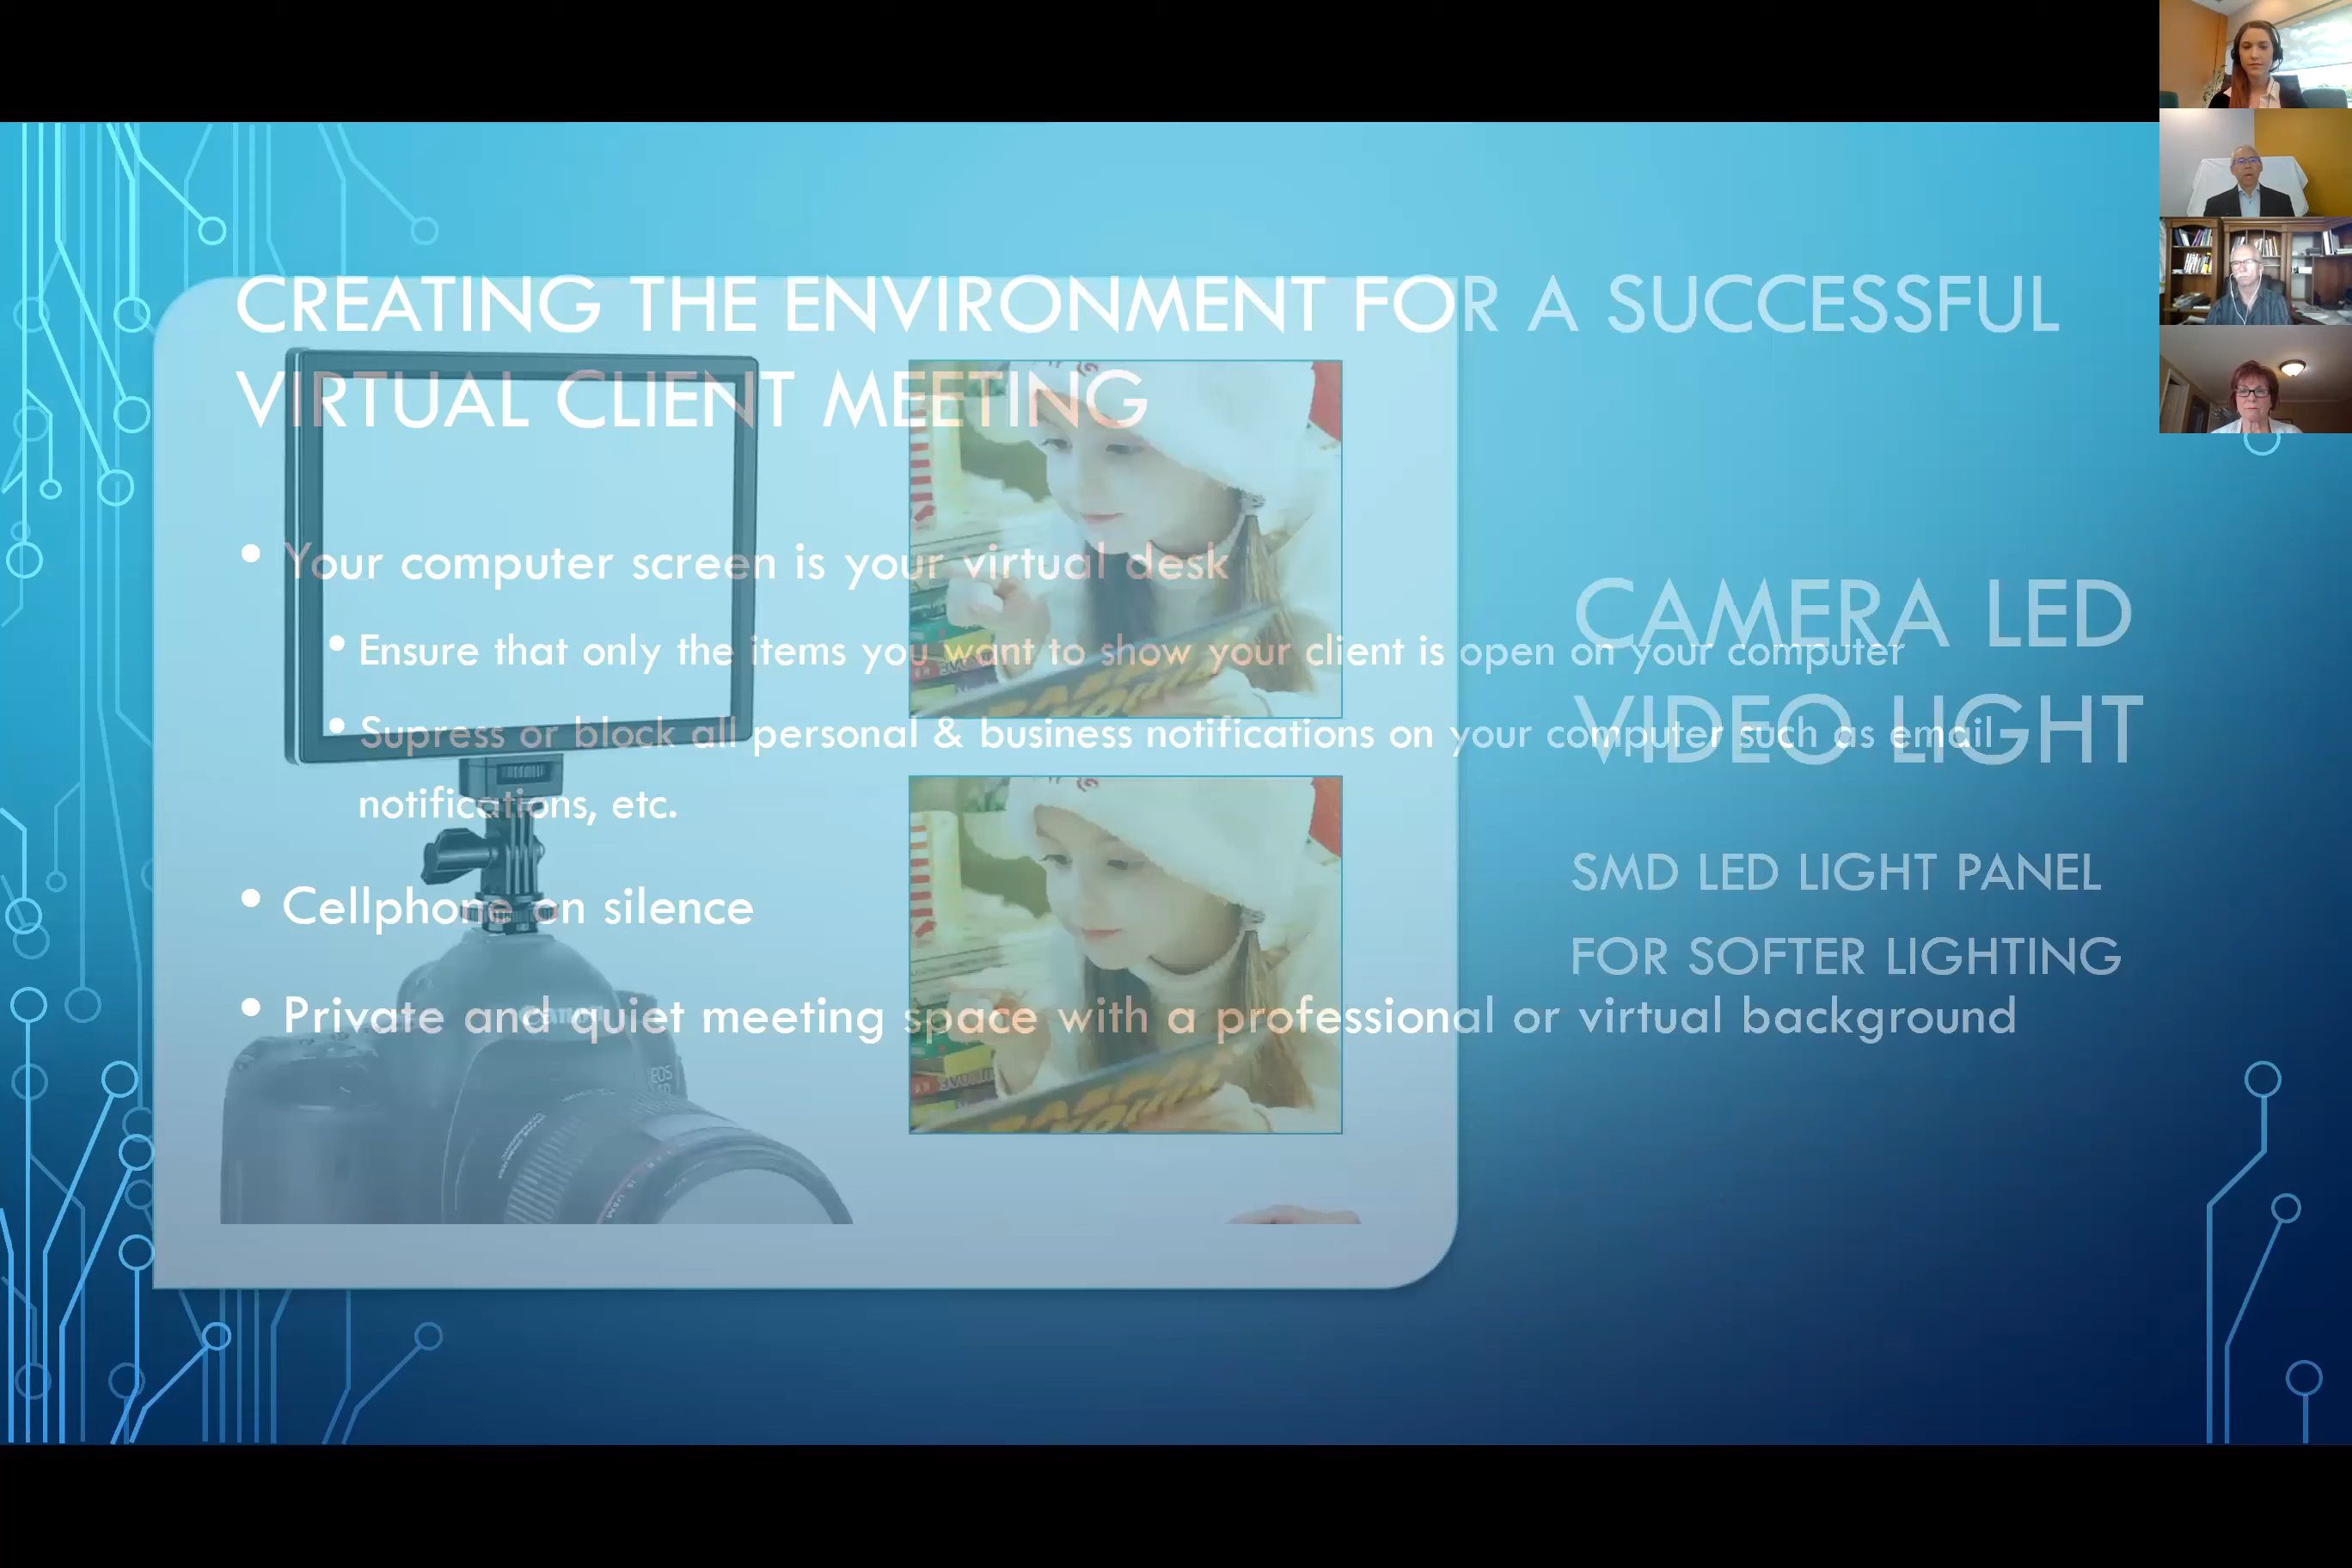 CREATING THE ENVIRONMENT FOR A SUCCESSFUL
VIRTUAL CLIENT MEETING
• Your computer screen is your virtual desk
• Ensure that only the items you want to show your client is open on your computer
• Supress or block all personal & business notifications on your computer such as email
notifications, etc.
• Cellphone on silence
• Private and quiet meeting space with a professional or virtual background
CAMERA LED
VIDEO LIGHT
SMD LED LIGHT PANEL
FOR SOFTER LIGHTING
Canon
EOS